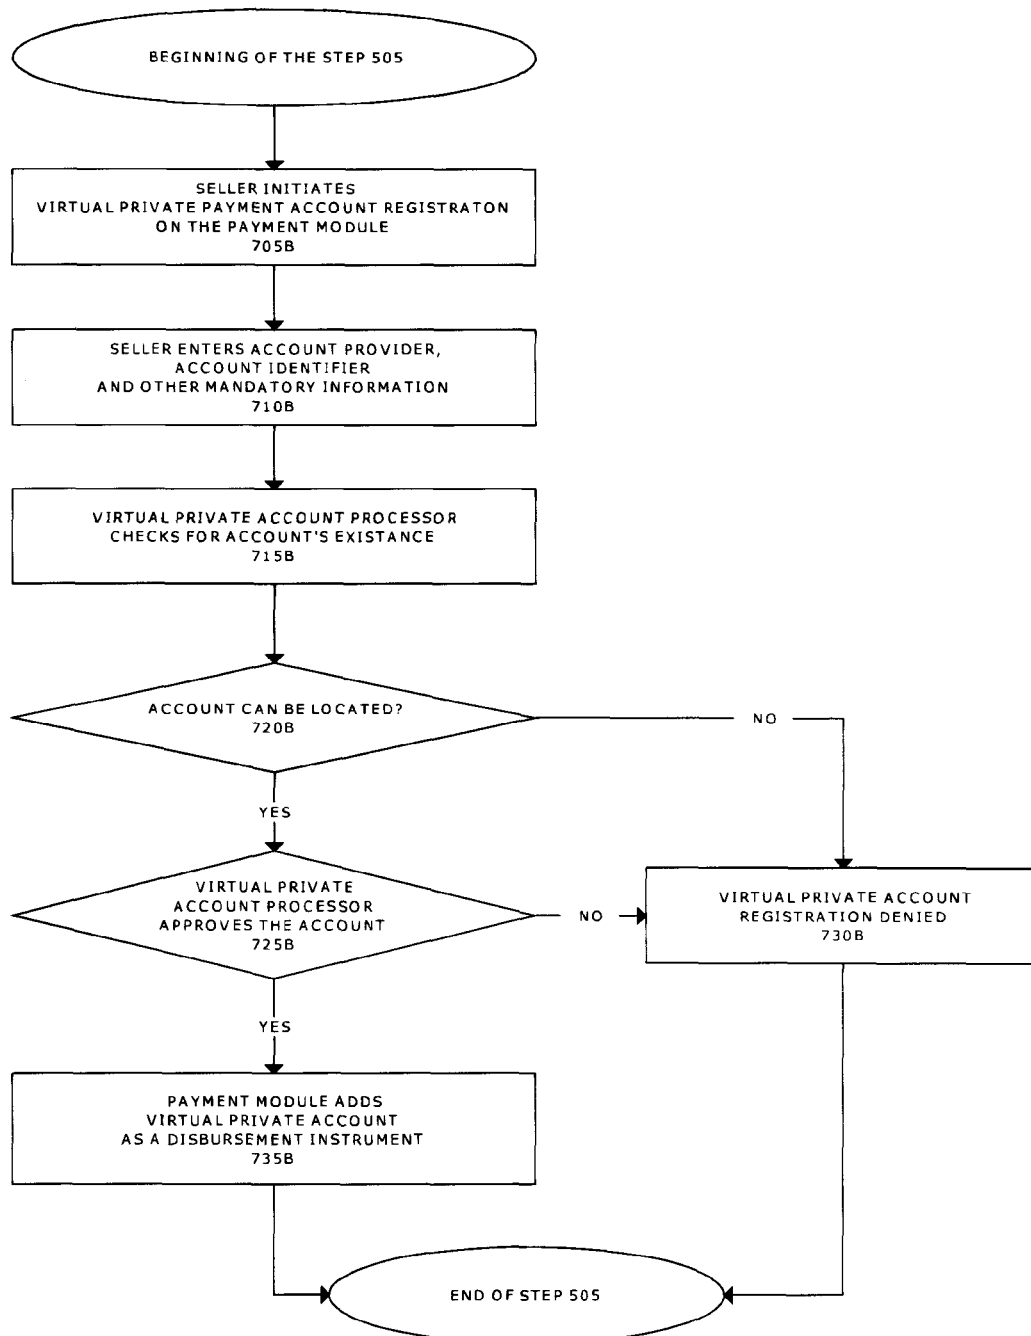 BEGINNING OF THE STEP 505
SELLER INITIATES
VIRTUAL PRIVATE PAYMENT ACCOUNT REGISTRATON
ON THE PAYMENT MODULE
705B
SELLER ENTERS ACCOUNT PROVIDER,
ACCOUNT IDENTIFIER
AND OTHER MANDATORY INFORMATION
710B
VIRTUAL PRIVATE ACCOUNT PROCESSOR
CHECKS FOR ACCOUNT'S EXISTANCE
715B
ACCOUNT CAN BE LOCATED?
720B
NO
YES
VIRTUAL PRIVATE
ACCOUNT PROCESSOR
APPROVES THE ACCOUNT
725B
NO
VIRTUAL PRIVATE ACCOUNT
REGISTRATION DENIED
730B
YES
PAYMENT MODULE ADDS
VIRTUAL PRIVATE ACCOUNT
AS A DISBURSEMENT INSTRUMENT
735B
END OF STEP 505